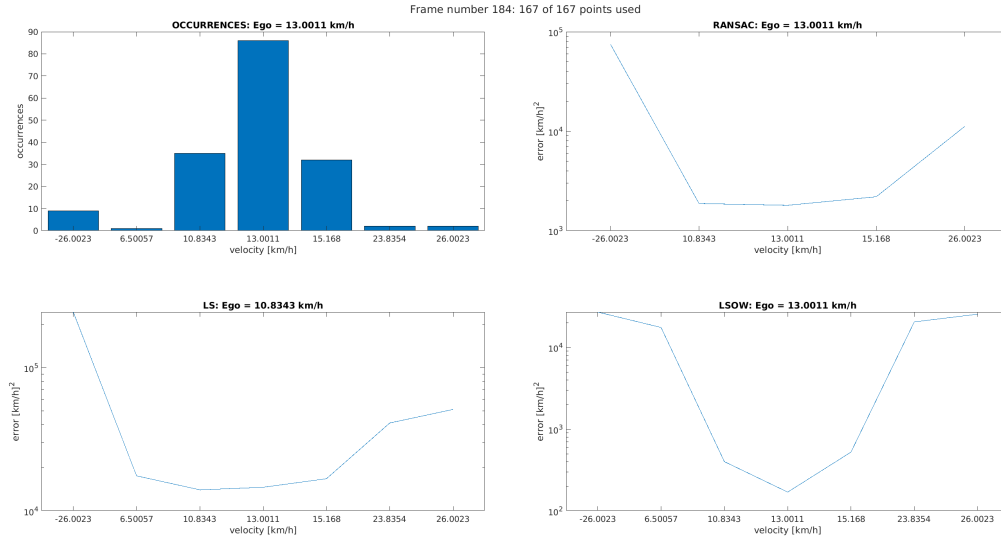 Frame number 184: 167 of 167 points used
OCCURRENCES: Ego = 13.0011 km/h
90
80
70
60
50
40
30
20
10
0
occurrences
-26.0023 6.50057 10.8343 13.0011 15.168 23.8354 26.0023
velocity [km/h]
RANSAC: Ego = 13.0011 km/h
10^5
10^4
10^3
error [km/h]^2
-26.0023 10.8343 13.0011 15.168 26.0023
velocity [km/h]
LS: Ego = 10.8343 km/h
10^5
10^4
error [km/h]^2
-26.0023 6.50057 10.8343 13.0011 15.168 23.8354 26.0023
velocity [km/h]
LSOW: Ego = 13.0011 km/h
10^4
10^3
10^2
error [km/h]^2
-26.0023 6.50057 10.8343 13.0011 15.168 23.8354 26.0023
velocity [km/h]